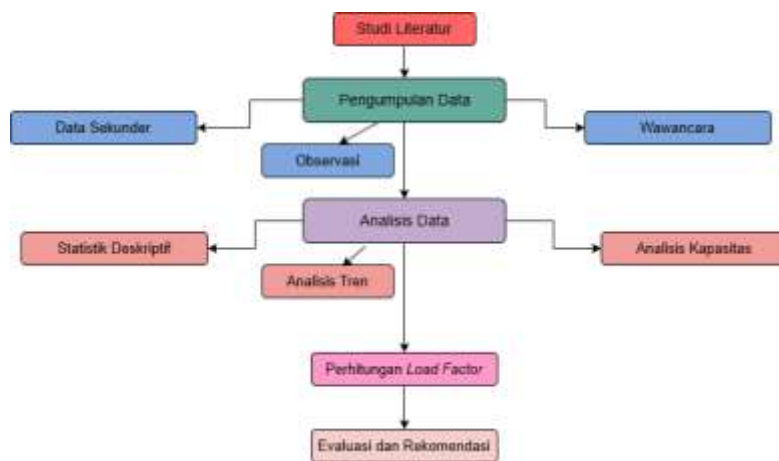 Studi Literatur
Pengumpulan Data
Data Sekunder
Wawancara
Observasi
Analisis Data
Statistik Deskriptif
Analisis Kapasitas
Analisis Tren
Perhitungan Load Factor
Evaluasi dan Rekomendasi